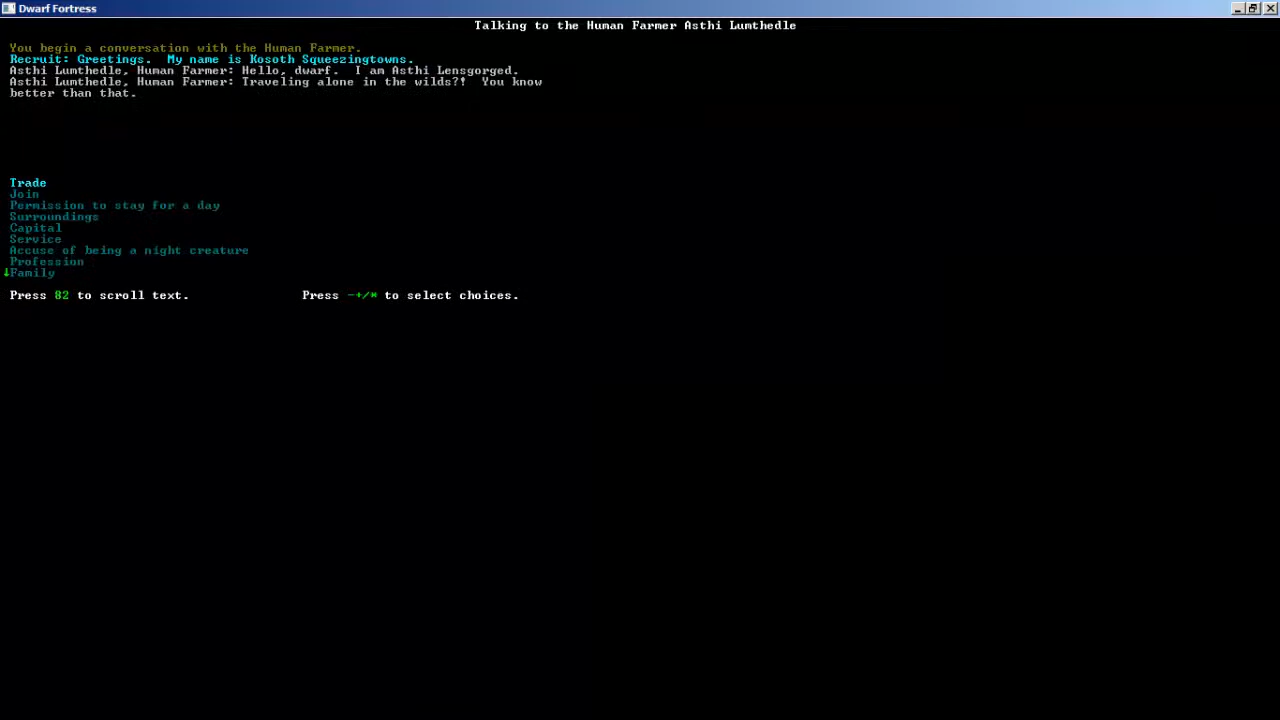 Dwarf Fortress
Talking to the Human Farmer Asthi Lumthedle
You begin a conversation with the Human Farmer.
Recruit: Greetings.  My name is Kosoth Squeezingtowns.
Asthi Lumthedle, Human Farmer: Hello, dwarf.  I am Asthi Lensgorged.
Asthi Lumthedle, Human Farmer: Traveling alone in the wilds?!  You know
better than that.
Trade
Join
Permission to stay for a day
Surroundings
Capital
Service
Accuse of being a night creature
Profession
↓Family
Press 82 to scroll text. Press -+/* to select choices.